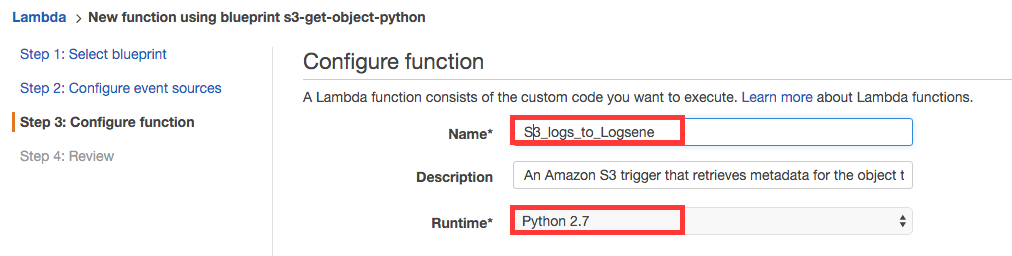 Lambda > New function using blueprint s3-get-object-python
Step 1: Select blueprint
Step 2: Configure event sources
Step 3: Configure function
Step 4: Review
Configure function
A Lambda function consists of the custom code you want to execute. Learn more about Lambda functions.
Name* S3_logs_to_Logsene
Description An Amazon S3 trigger that retrieves metadata for the object t
Runtime* Python 2.7